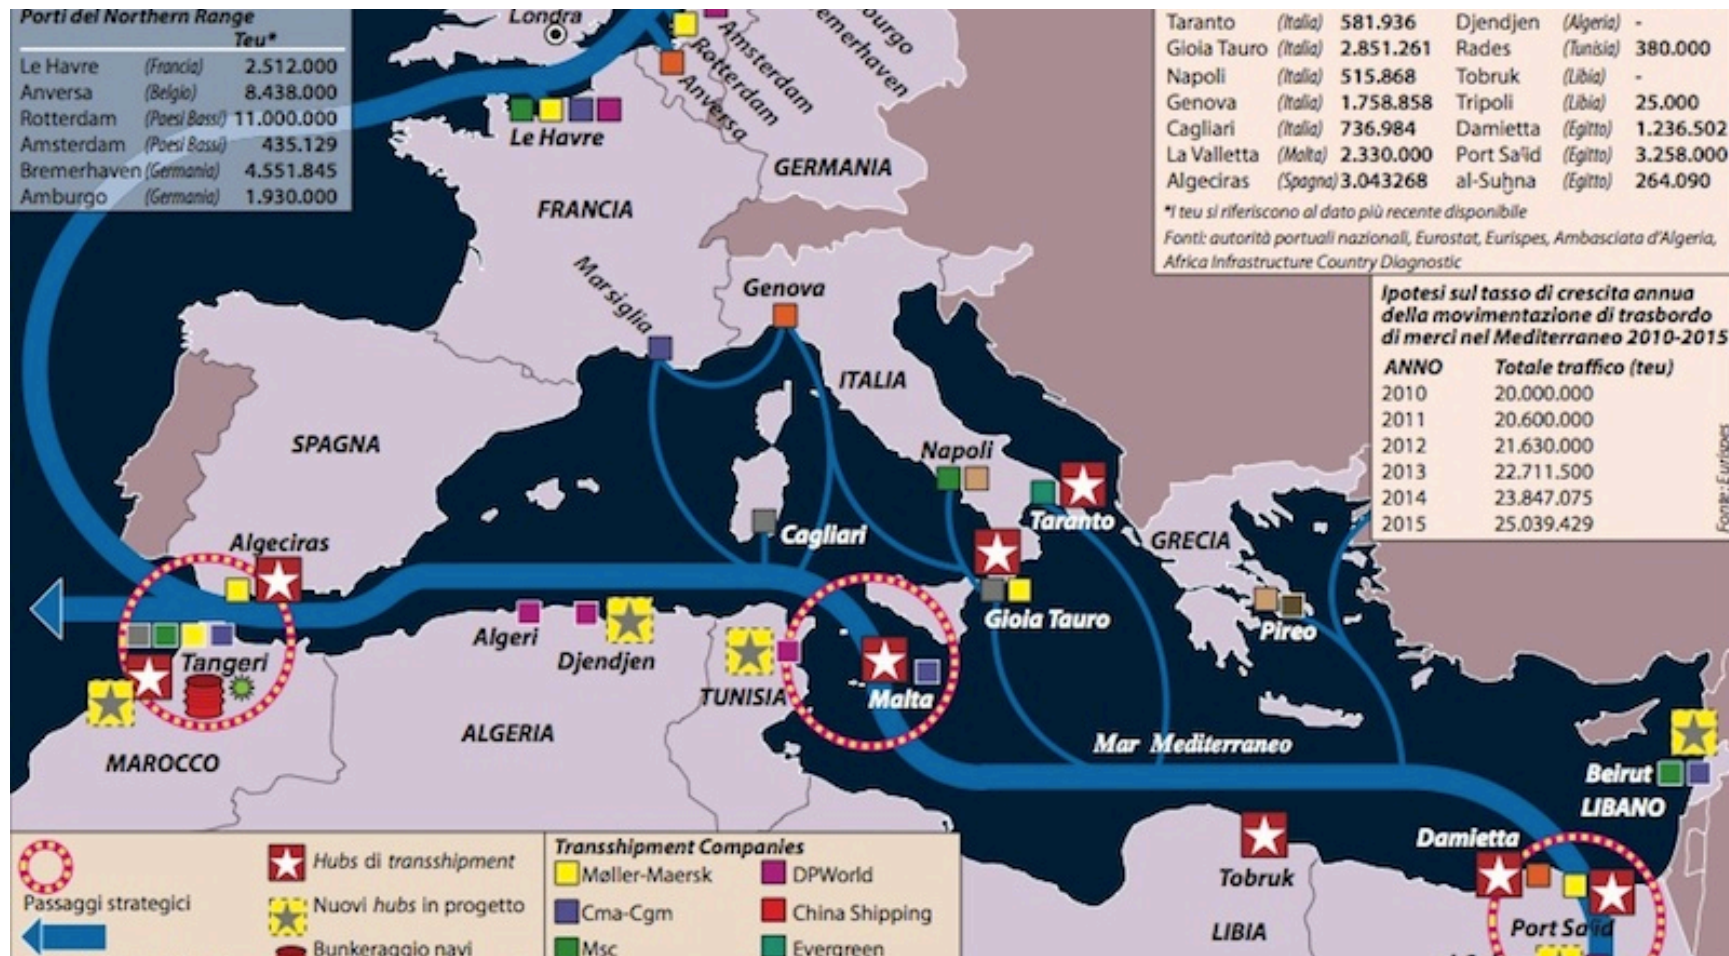 Porti del Northern Range
Teu*
Le Havre (Francia) 2.512.000
Anversa (Belgio) 8.438.000
Rotterdam (Paesi Bassi) 11.000.000
Amsterdam (Paesi Bassi) 435.129
Bremerhaven (Germania) 4.551.845
Amburgo (Germania) 1.930.000
Londra
Rotterdam
Amsterdam
Anversa
Le Havre
GERMANIA
FRANCIA
Taranto (Italia) 581.936 Djendjen (Algeria) -
Gioia Tauro (Italia) 2.851.261 Rades (Tunisia) 380.000
Napoli (Italia) 515.868 Tobruk (Libia) -
Genova (Italia) 1.758.858 Tripoli (Libia) 25.000
Cagliari (Italia) 736.984 Damietta (Egitto) 1.236.502
La Valletta (Malta) 2.330.000 Port Sa'id (Egitto) 3.258.000
Algeciras (Spagna) 3.043268 al-Suḫna (Egitto) 264.090
*I teu si riferiscono al dato più recente disponibile
Fonti: autorità portuali nazionali, Eurostat, Eurispes, Ambasciata d'Algeria,
Africa Infrastructure Country Diagnostic
Ipotesi sul tasso di crescita annua
della movimentazione di trasbordo
di merci nel Mediterraneo 2010-2015
ANNO Totale traffico (teu)
2010 20.000.000
2011 20.600.000
2012 21.630.000
2013 22.711.500
2014 23.847.075
2015 25.039.429
Fonte: Eurispes
Marsiglia
Genova
ITALIA
SPAGNA
Napoli
Taranto
Cagliari
GRECIA
Algeciras
Gioia Tauro
Pireo
Algeri
Djendjen
Tangeri
TUNISIA
Malta
ALGERIA
MAROCCO
Mar Mediterraneo
Beirut
LIBANO
Damietta
Tobruk
Port Sa'id
LIBIA
Passaggi strategici
Hubs di transshipment
Nuovi hubs in progetto
Bunkeraggio navi
Transshipment Companies
Møller-Maersk DPWorld
Cma-Cgm China Shipping
Msc Evergreen